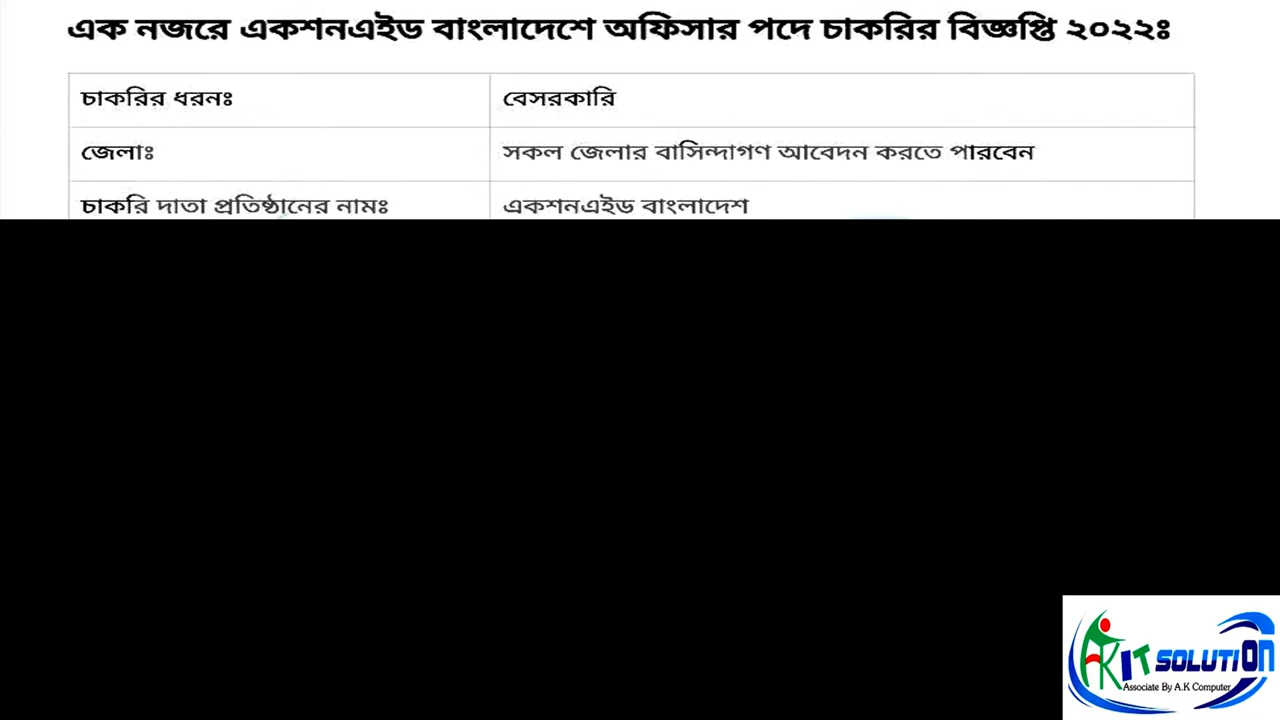 এক নজরে একশনএইড বাংলাদেশে অফিসার পদে চাকরির বিজ্ঞপ্তি ২০২২ঃ
চাকরির ধরনঃ বেসরকারি
জেলাঃ সকল জেলার বাসিন্দাগণ আবেদন করতে পারবেন
চাকরি দাতা প্রতিষ্ঠানের নামঃ একশনএইড বাংলাদেশ
AK IT SOLUTION
Associate By A.K Computer